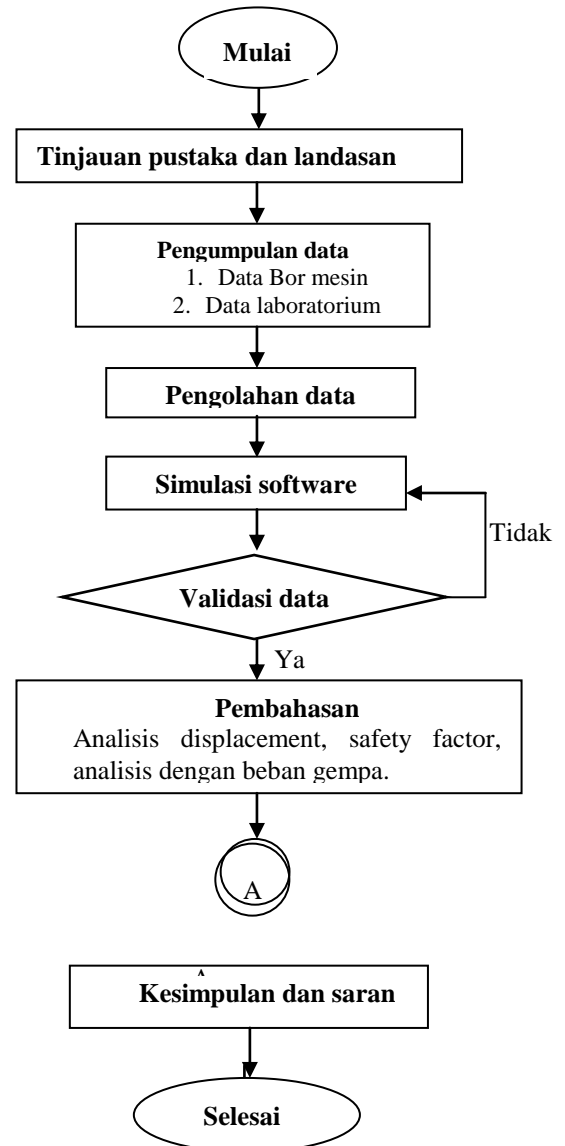 Mulai
Tinjauan pustaka dan landasan
Pengumpulan data
1. Data Bor mesin
2. Data laboratorium
Pengolahan data
Simulasi software
Tidak
Validasi data
Ya
Pembahasan
Analisis displacement, safety factor,
analisis dengan beban gempa.
A
Kesimpulan dan saran
Selesai